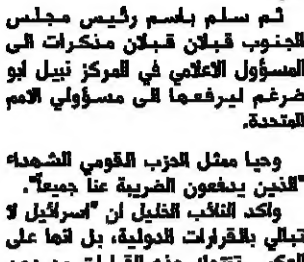 ثم سلم باسم رئيس مجلس
الجنوب قبلان قبلان مذكرات الى
المسؤول الاعلامي في المركز نبيل ابو
ضرغم ليرفعها الى مسؤولي الامم
المتحدة.
وحيا ممثل الحزب القومي الشهداء
"الذين يدفعون الضريبة عنا جميعاً".
واكد النائب الخليل ان "اسرائيل لا
تبالي بالقرارات الدولية، بل انها على